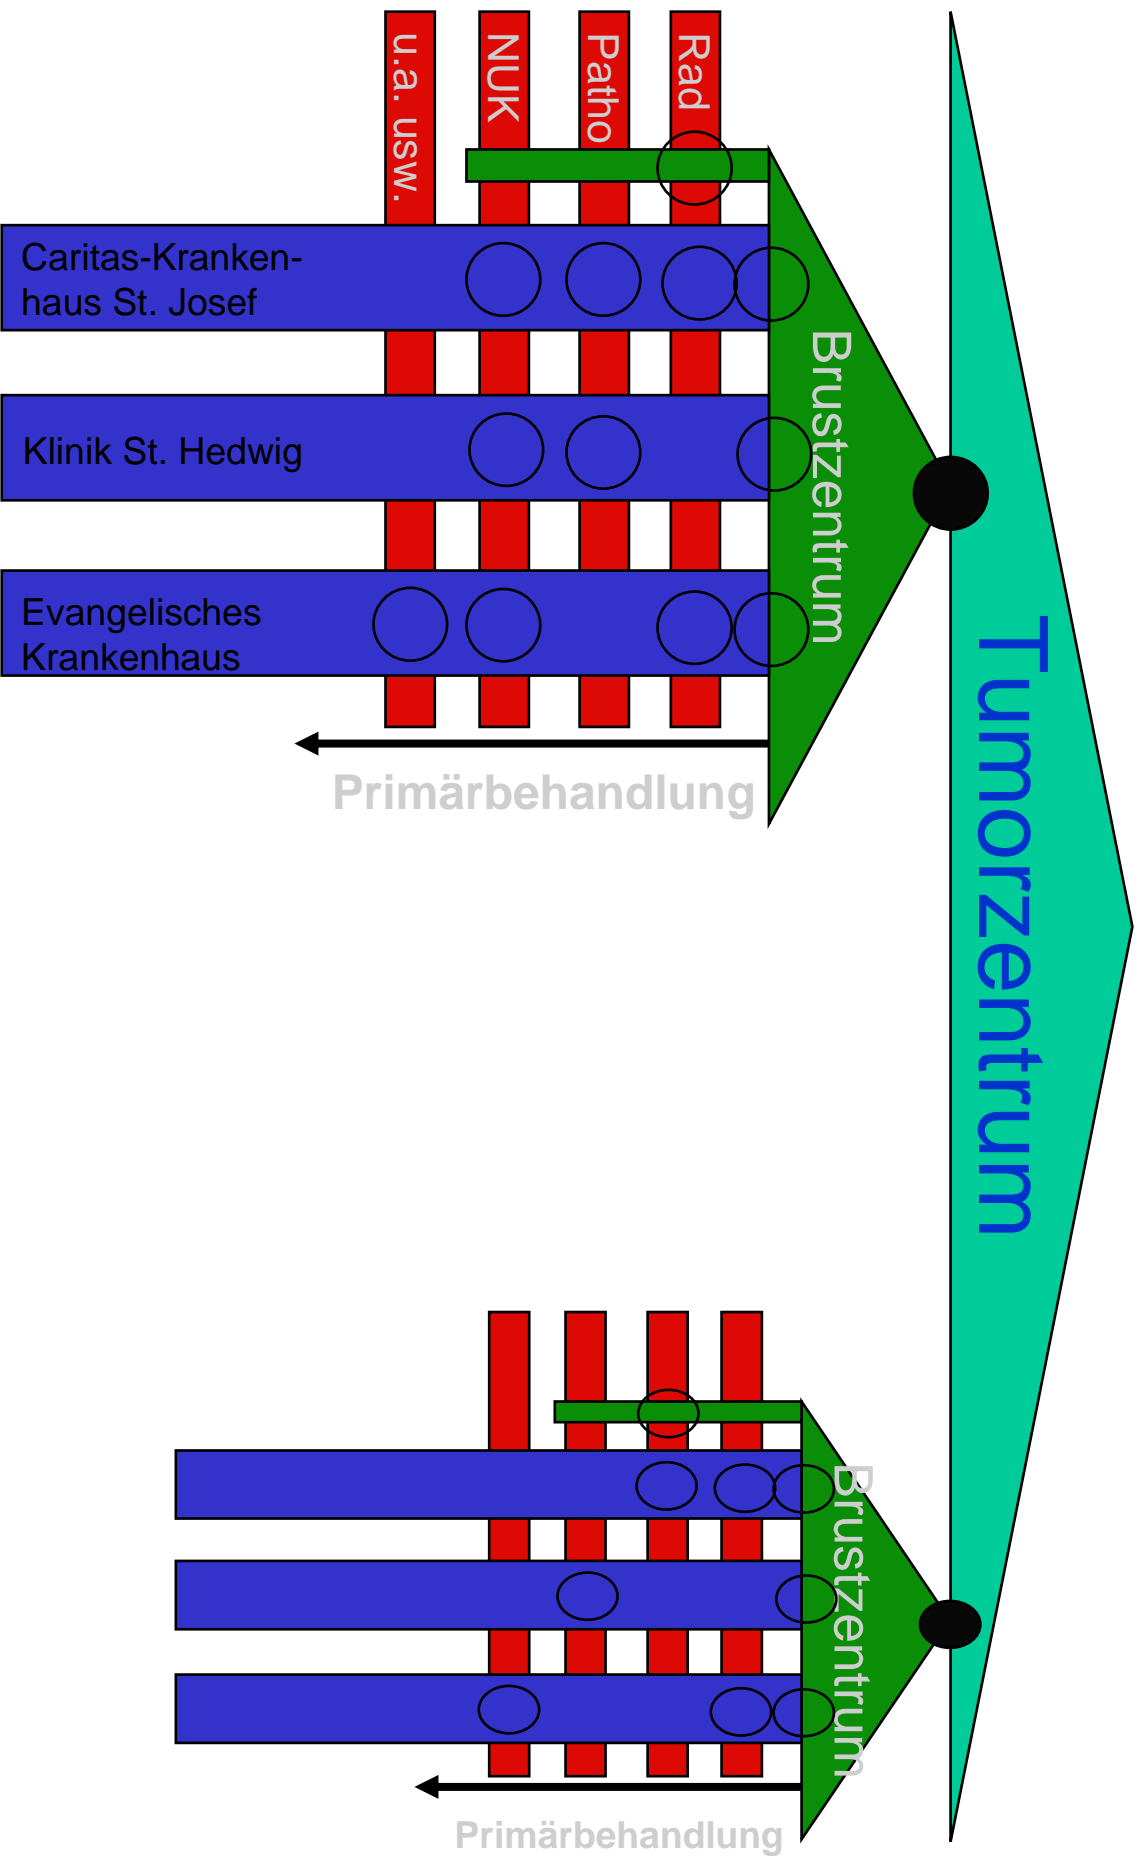 Tumorzentrum
Brustzentrum
Rad
Patho
NUK
u.a. usw.
Caritas-Kranken-
haus St. Josef
Klinik St. Hedwig
Evangelisches
Krankenhaus
Primärbehandlung
Brustzentrum
Primärbehandlung